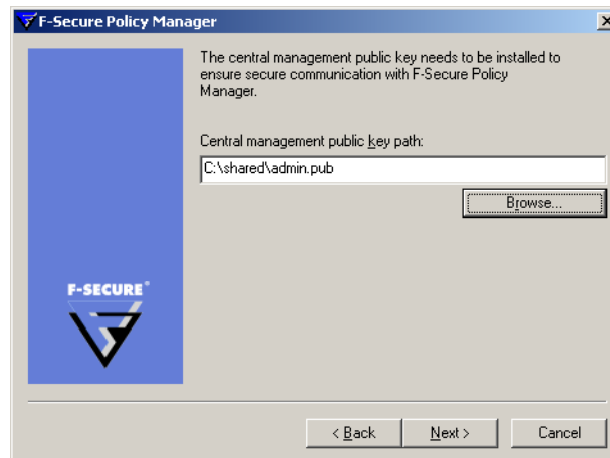 F-Secure Policy Manager
The central management public key needs to be installed to
ensure secure communication with F-Secure Policy
Manager.
Central management public key path:
C:\shared\admin.pub
Browse...
F-SECURE®
< Back Next > Cancel